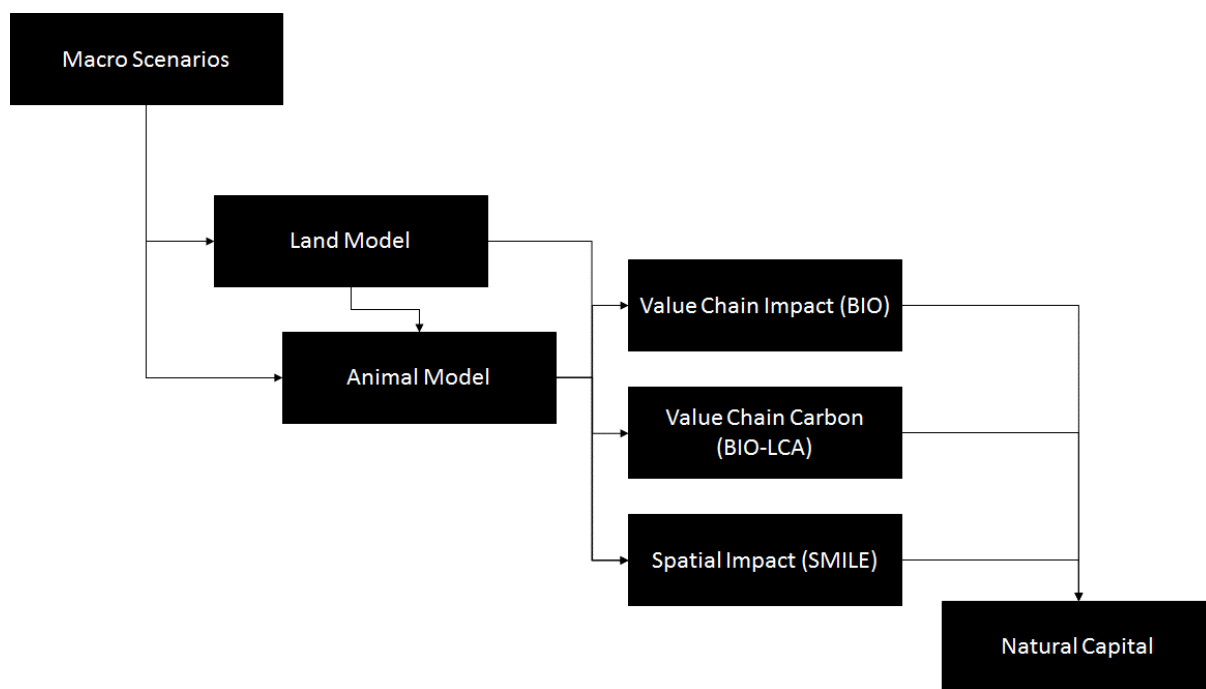 Macro Scenarios
Land Model
Animal Model
Value Chain Impact (BIO)
Value Chain Carbon
(BIO-LCA)
Spatial Impact (SMILE)
Natural Capital